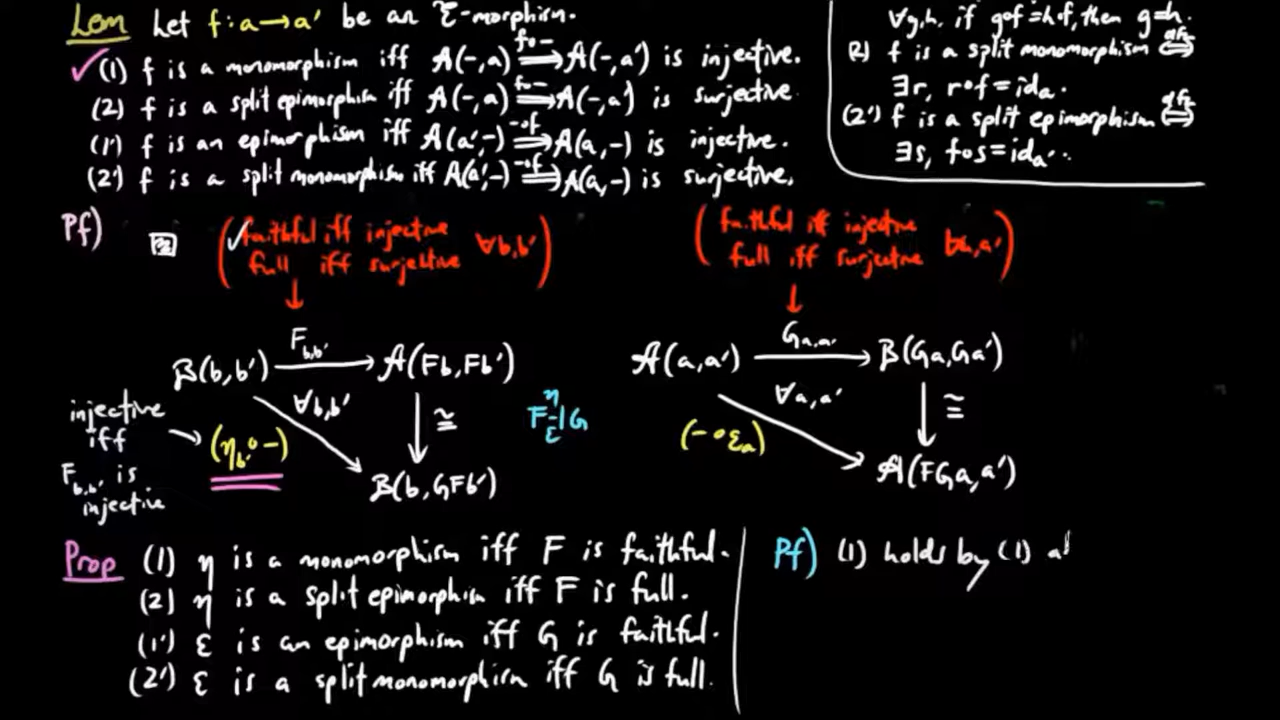 Lem Let f : a → a' be an ℰ-morphism.
(1) f is a monomorphism iff A(-,a) f∘-⟹ A(-,a') is injective.
(2) f is a split epimorphism iff A(-,a) f∘-⟹ A(-,a') is surjective.
(1') f is an epimorphism iff A(a',-) -∘f⟹ A(a,-) is injective.
(2') f is a split monomorphism iff A(a',-) -∘f⟹ A(a,-) is surjective.
∀g,h, if g∘f = h∘f, then g=h.
(2) f is a split monomorphism def⟺
∃r, r∘f = id_a.
(2') f is a split epimorphism def⟺
∃s, f∘s = id_a'.
Pf)
(faithful iff injective
full iff surjective ∀b,b')
(faithful iff injective
full iff surjective ∀a,a')
B(b,b') F_b,b' → A(Fb,Fb')
∀b,b'
≅
(η_b'∘-)
B(b,GFb')
injective
iff
F_b,b' is
injective
F ⊣ G
η
ε
A(a,a') G_a,a' → B(Ga,Ga')
∀a,a'
≅
(-∘ε_a)
A(FGa,a')
Prop (1) η is a monomorphism iff F is faithful.
(2) η is a split epimorphism iff F is full.
(1') ε is an epimorphism iff G is faithful.
(2') ε is a split monomorphism iff G is full.
Pf) (1) holds by (1) a